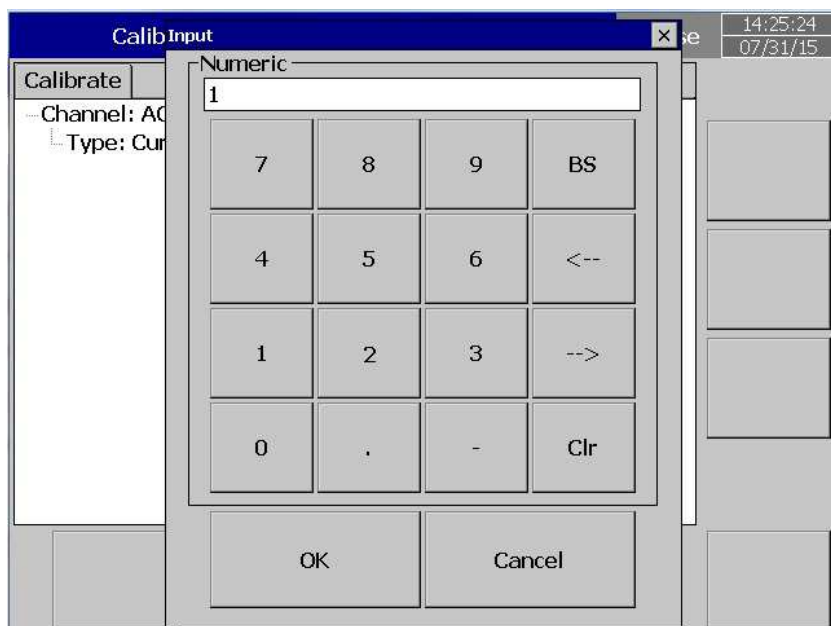 Calib
Input
×
se
14:25:24
07/31/15
Calibrate
Numeric
1
Channel: AC
Type: Cur
7 8 9 BS
4 5 6 <--
1 2 3 -->
0 . - Clr
OK Cancel